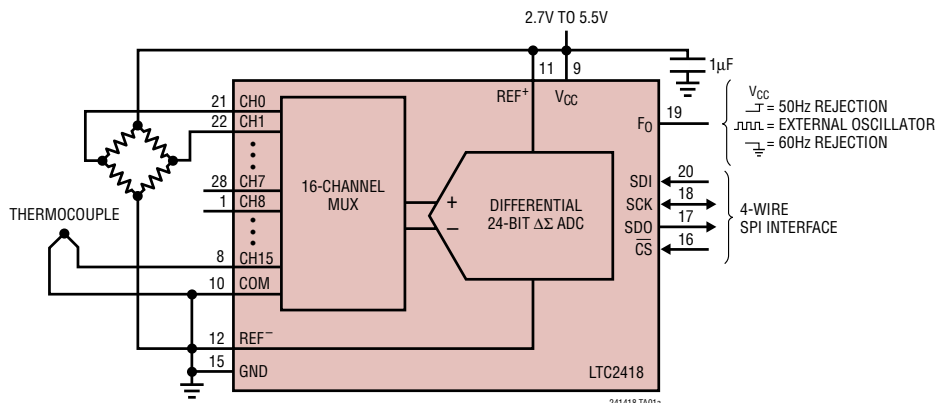 2.7V TO 5.5V
1µF
11
9
REF⁺
VCC
21
CH0
22
CH1
28
CH7
1
CH8
8
CH15
10
COM
12
REF⁻
15
GND
THERMOCOUPLE
16-CHANNEL
MUX
+
–
DIFFERENTIAL
24-BIT ΔΣ ADC
FO
19
VCC
= 50Hz REJECTION
= EXTERNAL OSCILLATOR
= 60Hz REJECTION
SDI
20
SCK
18
SDO
17
CS
16
4-WIRE
SPI INTERFACE
LTC2418
241418 TA01a